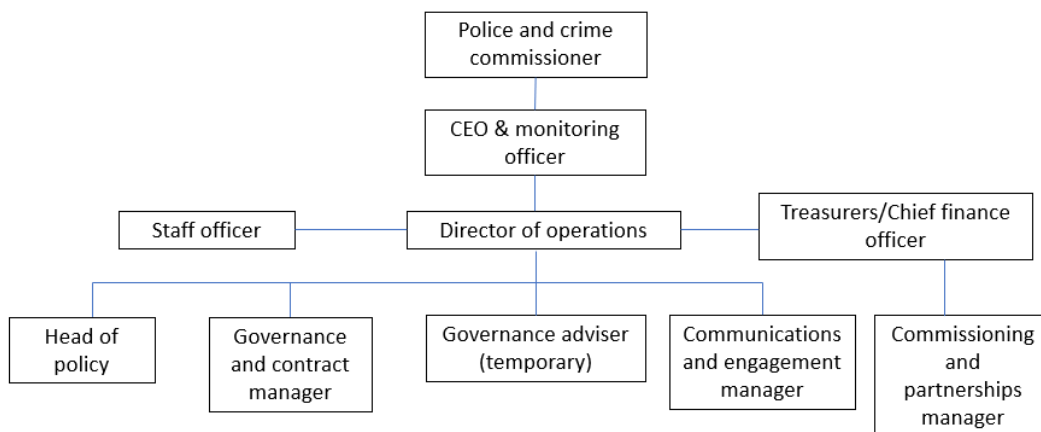 Police and crime
commissioner
CEO & monitoring
officer
Staff officer
Director of operations
Treasurers/Chief finance
officer
Head of
policy
Governance
and contract
manager
Governance adviser
(temporary)
Communications
and engagement
manager
Commissioning
and
partnerships
manager